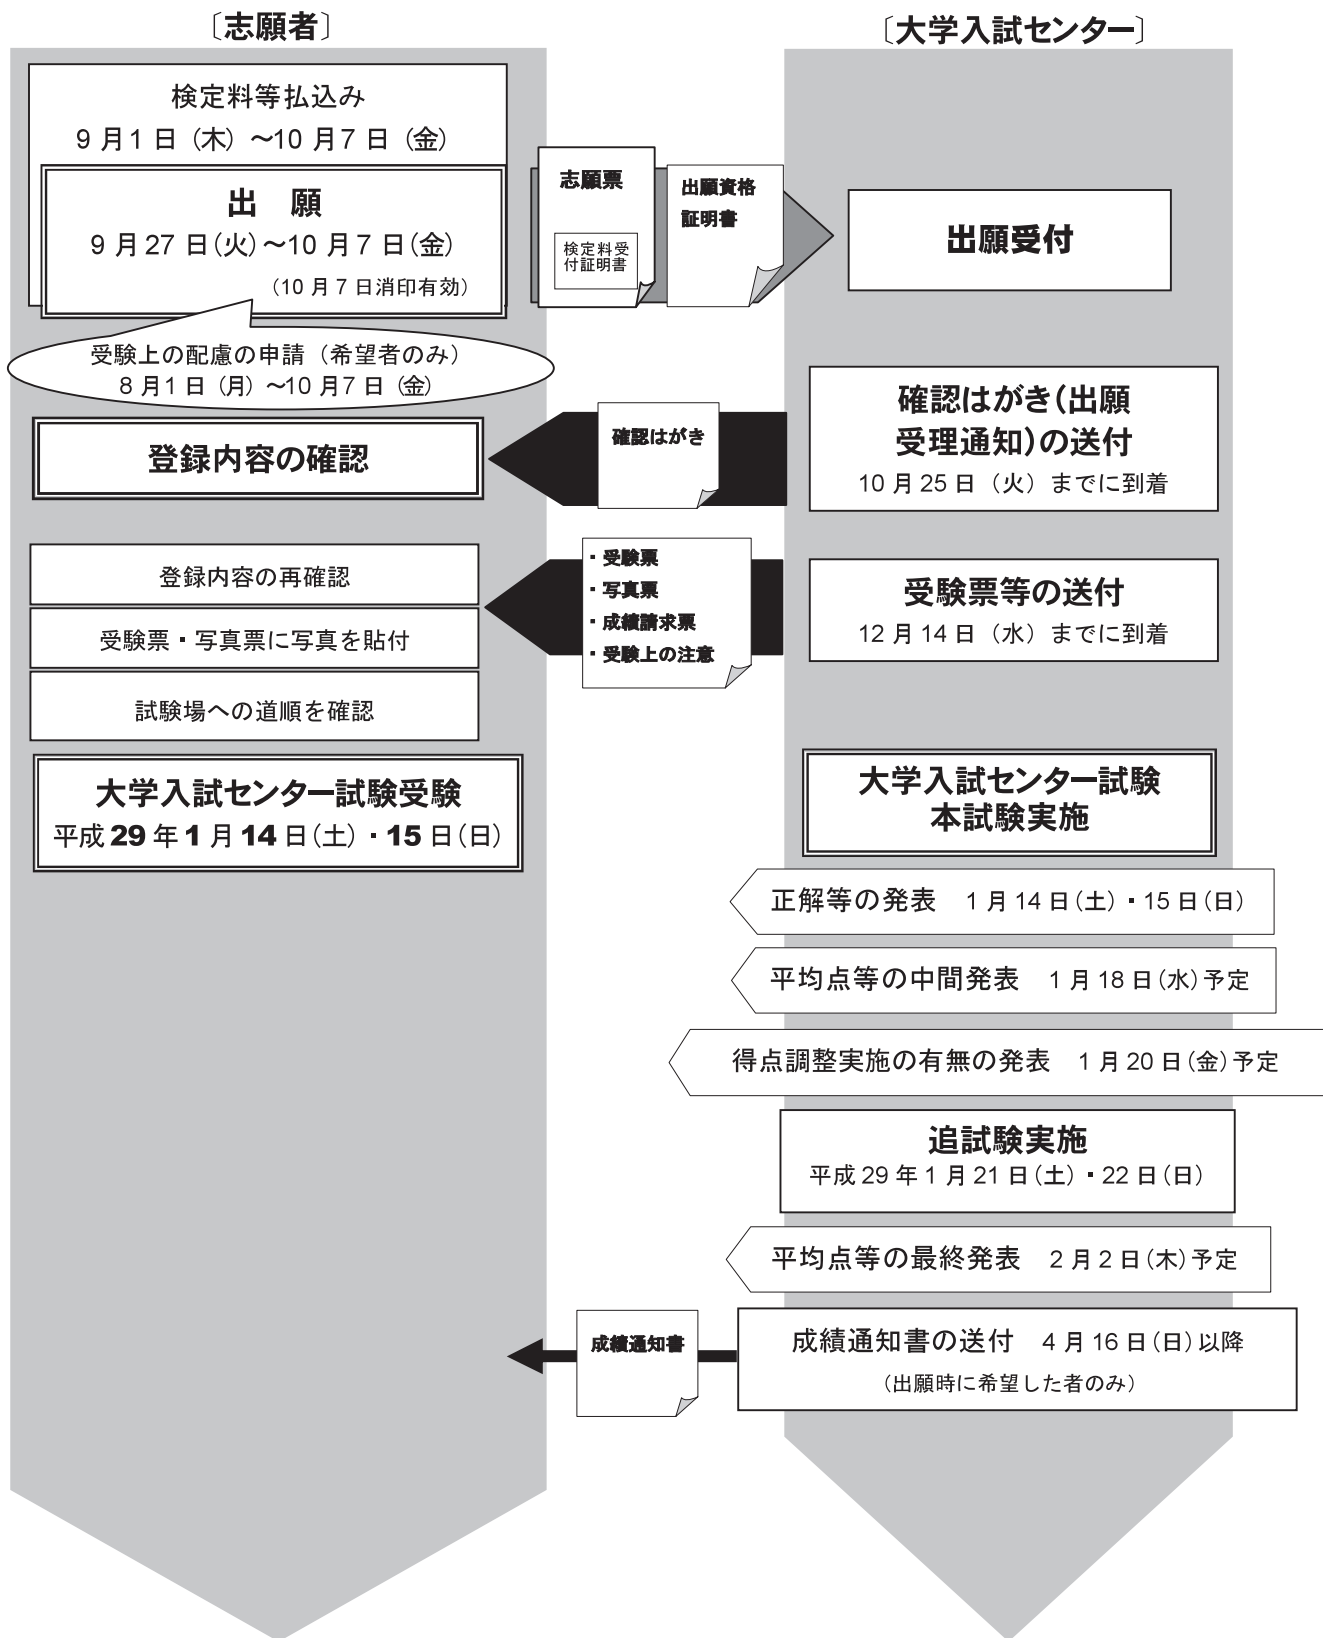 〔志願者〕
〔大学入試センター〕
検定料等払込み
9月1日（木）～10月7日（金）
出　願
9月27日（火）～10月7日（金）
（10月7日消印有効）
志願票
検定料受
付証明書
出願資格
証明書
出願受付
受験上の配慮の申請（希望者のみ）
8月1日（月）～10月7日（金）
登録内容の確認
確認はがき
確認はがき（出願
受理通知）の送付
10月25日（火）までに到着
登録内容の再確認
受験票・写真票に写真を貼付
試験場への道順を確認
・受験票
・写真票
・成績請求票
・受験上の注意
受験票等の送付
12月14日（水）までに到着
大学入試センター試験受験
平成29年1月14日（土）・15日（日）
大学入試センター試験
本試験実施
正解等の発表　1月14日（土）・15日（日）
平均点等の中間発表　1月18日（水）予定
得点調整実施の有無の発表　1月20日（金）予定
追試験実施
平成29年1月21日（土）・22日（日）
平均点等の最終発表　2月2日（木）予定
成績通知書
成績通知書の送付　4月16日（日）以降
（出願時に希望した者のみ）